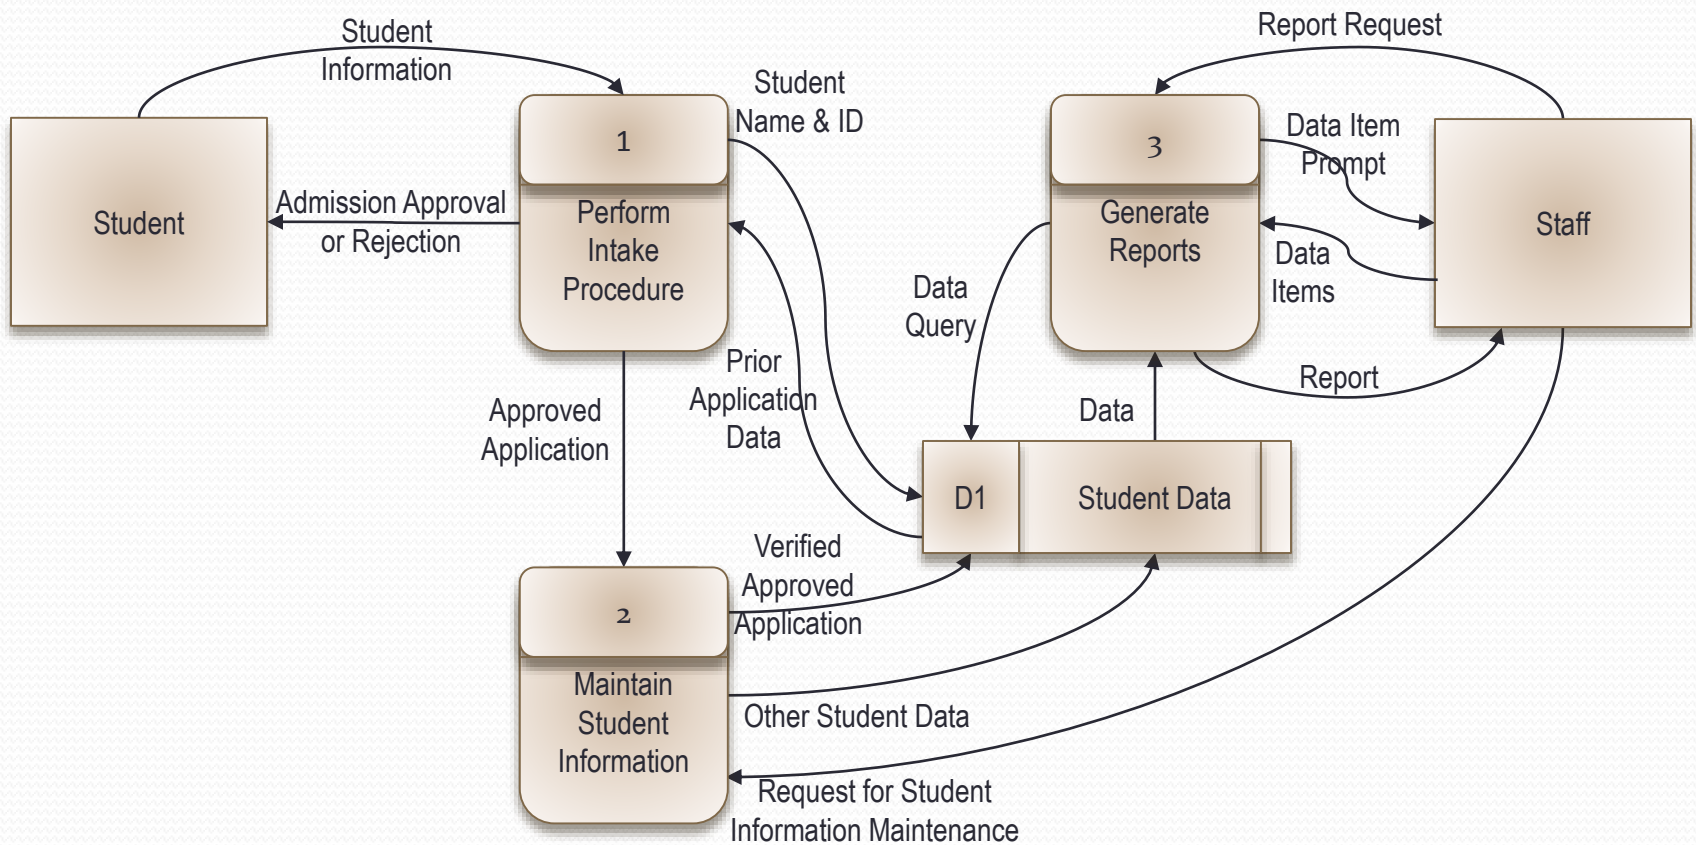 Student
Information
Report Request
Student
Name & ID
1
3
Data Item
Prompt
Student
Admission Approval
or Rejection
Perform
Intake
Procedure
Generate
Reports
Staff
Data
Items
Data
Query
Prior
Application
Data
Report
Approved
Application
Data
D1
Student Data
Verified
Approved
Application
2
Maintain
Student
Information
Other Student Data
Request for Student
Information Maintenance